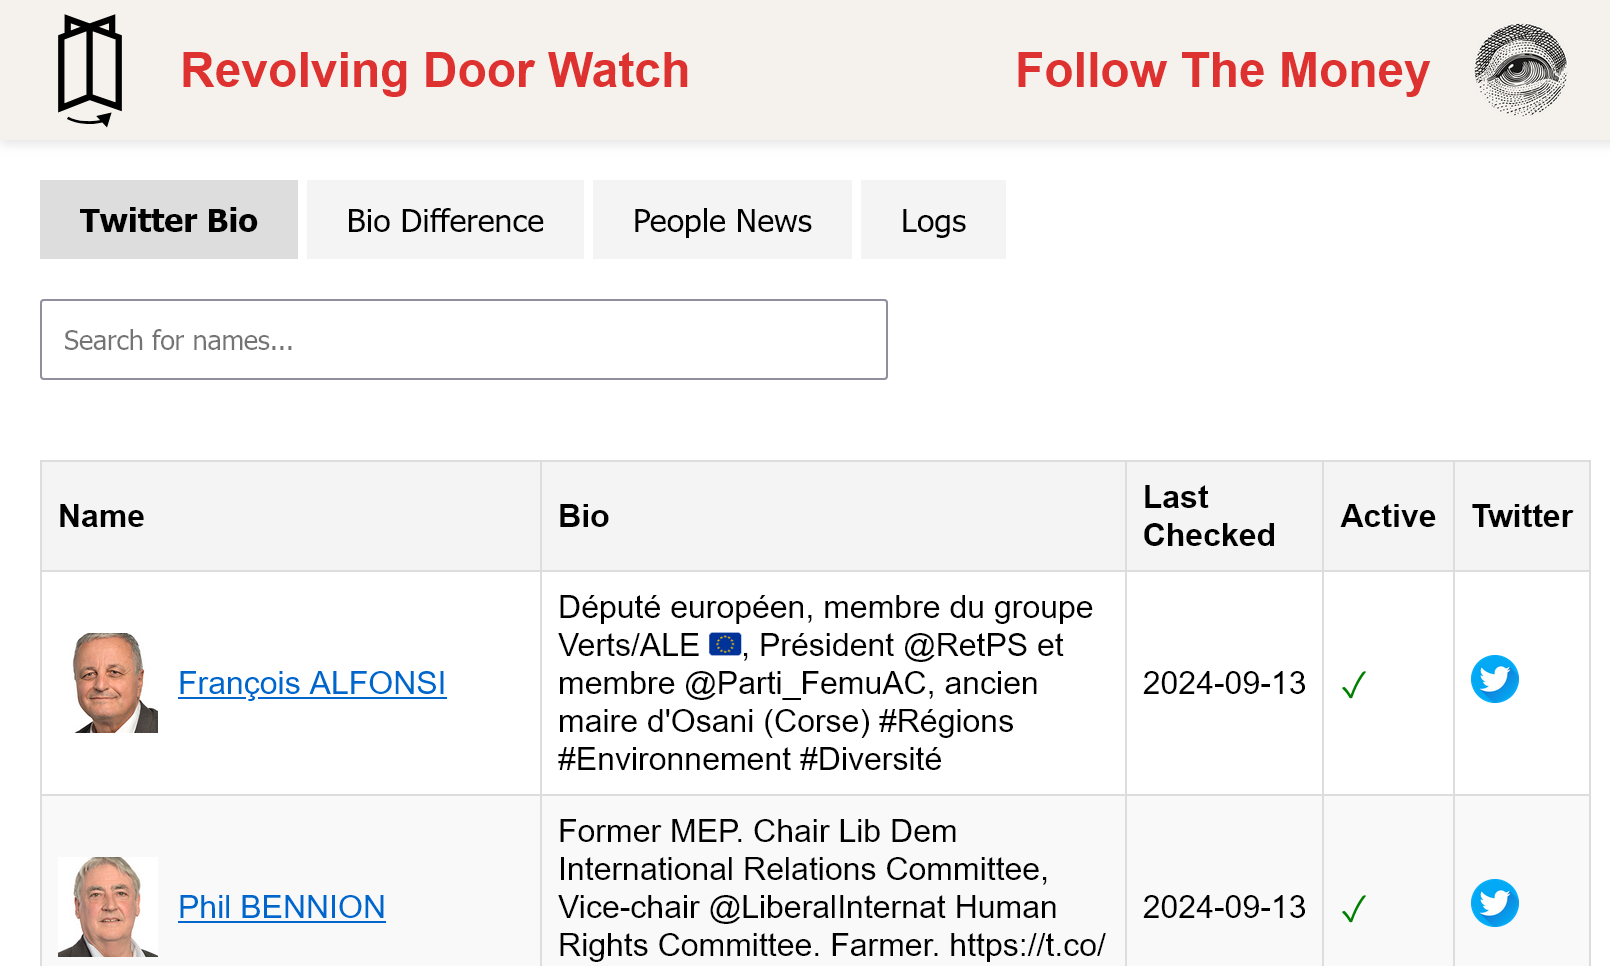 Revolving Door Watch
Follow The Money
Twitter Bio
Bio Difference
People News
Logs
Search for names...
Name
Bio
Last
Checked
Active
Twitter
François ALFONSI
Député européen, membre du groupe
Verts/ALE 🇪🇺, Président @RetPS et
membre @Parti_FemuAC, ancien
maire d'Osani (Corse) #Régions
#Environnement #Diversité
2024-09-13
✓
Phil BENNION
Former MEP. Chair Lib Dem
International Relations Committee,
Vice-chair @LiberalInternat Human
Rights Committee. Farmer. https://t.co/
2024-09-13
✓